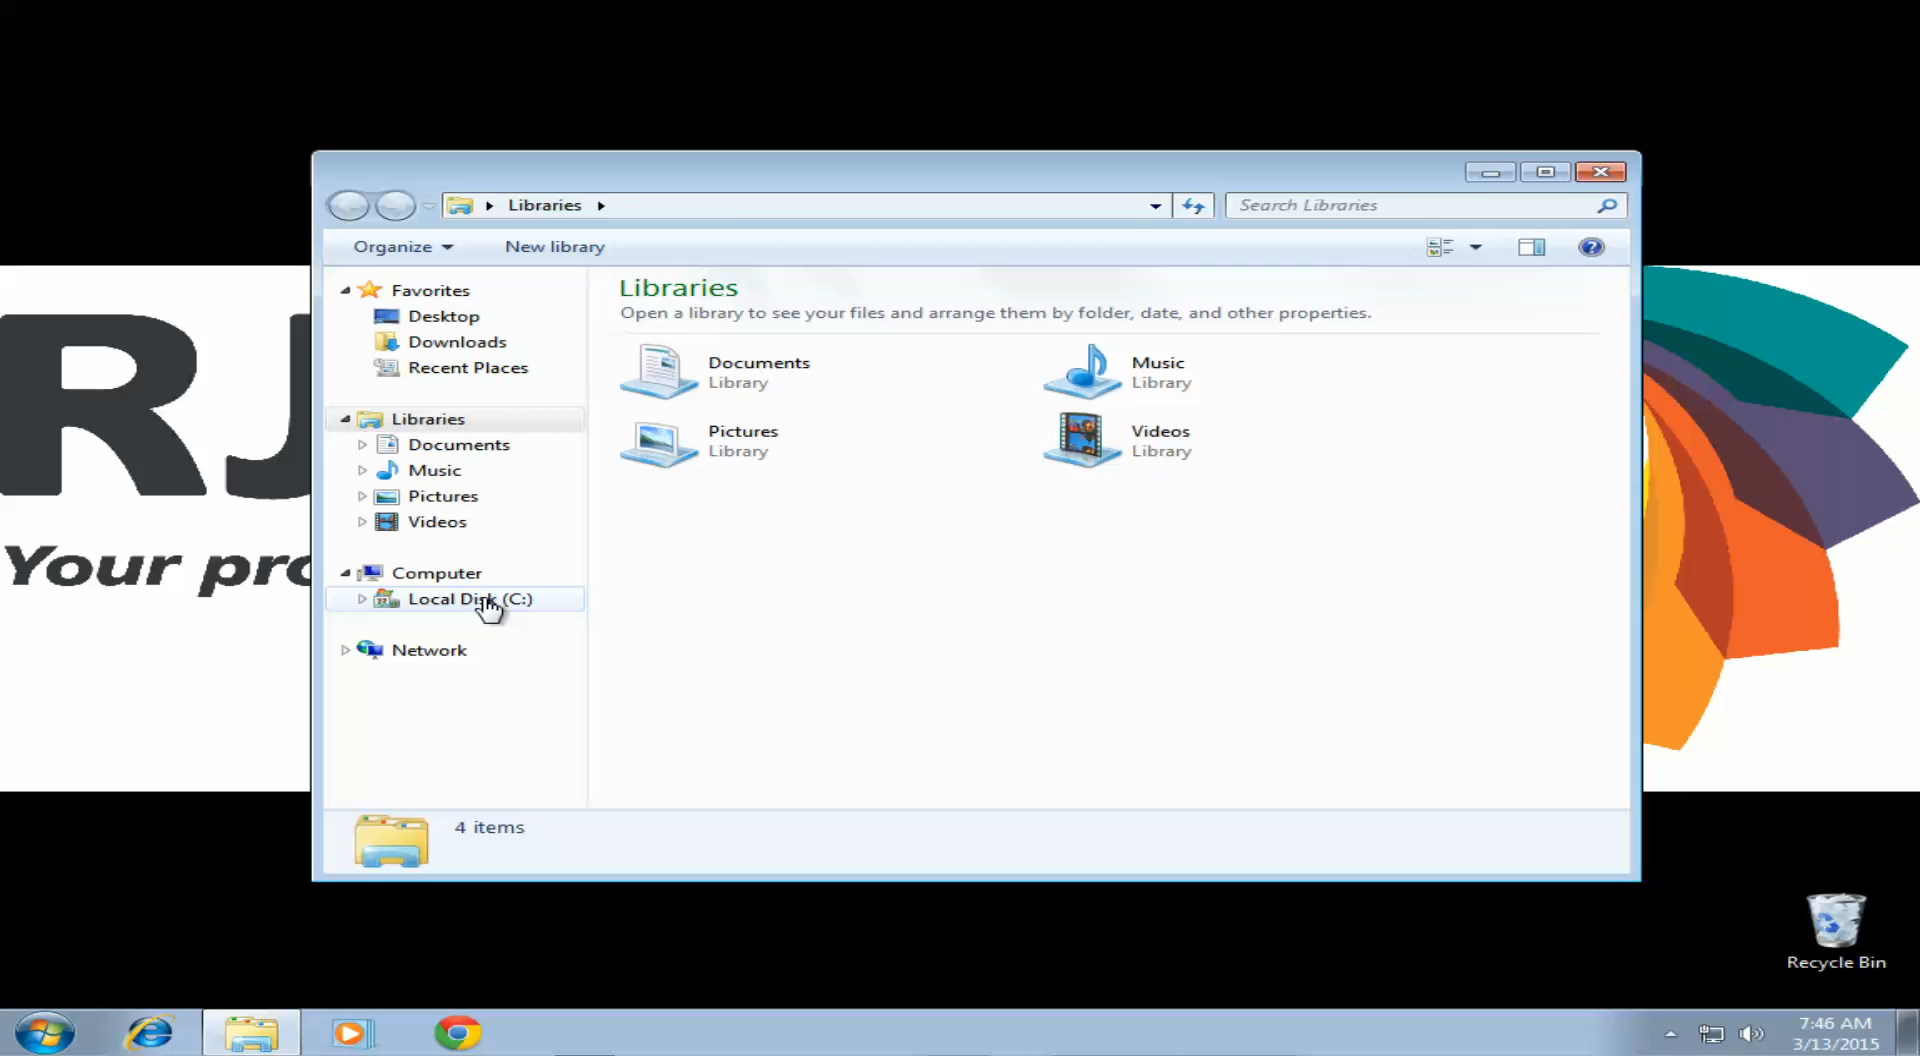 Libraries
Search Libraries
Organize
New library
Favorites
Desktop
Downloads
Recent Places
Libraries
Documents
Music
Pictures
Videos
Computer
Local Disk (C:)
Network
Libraries
Open a library to see your files and arrange them by folder, date, and other properties.
Documents
Library
Music
Library
Pictures
Library
Videos
Library
4 items
RJ
Your pro
Recycle Bin
7:46 AM
3/13/2015